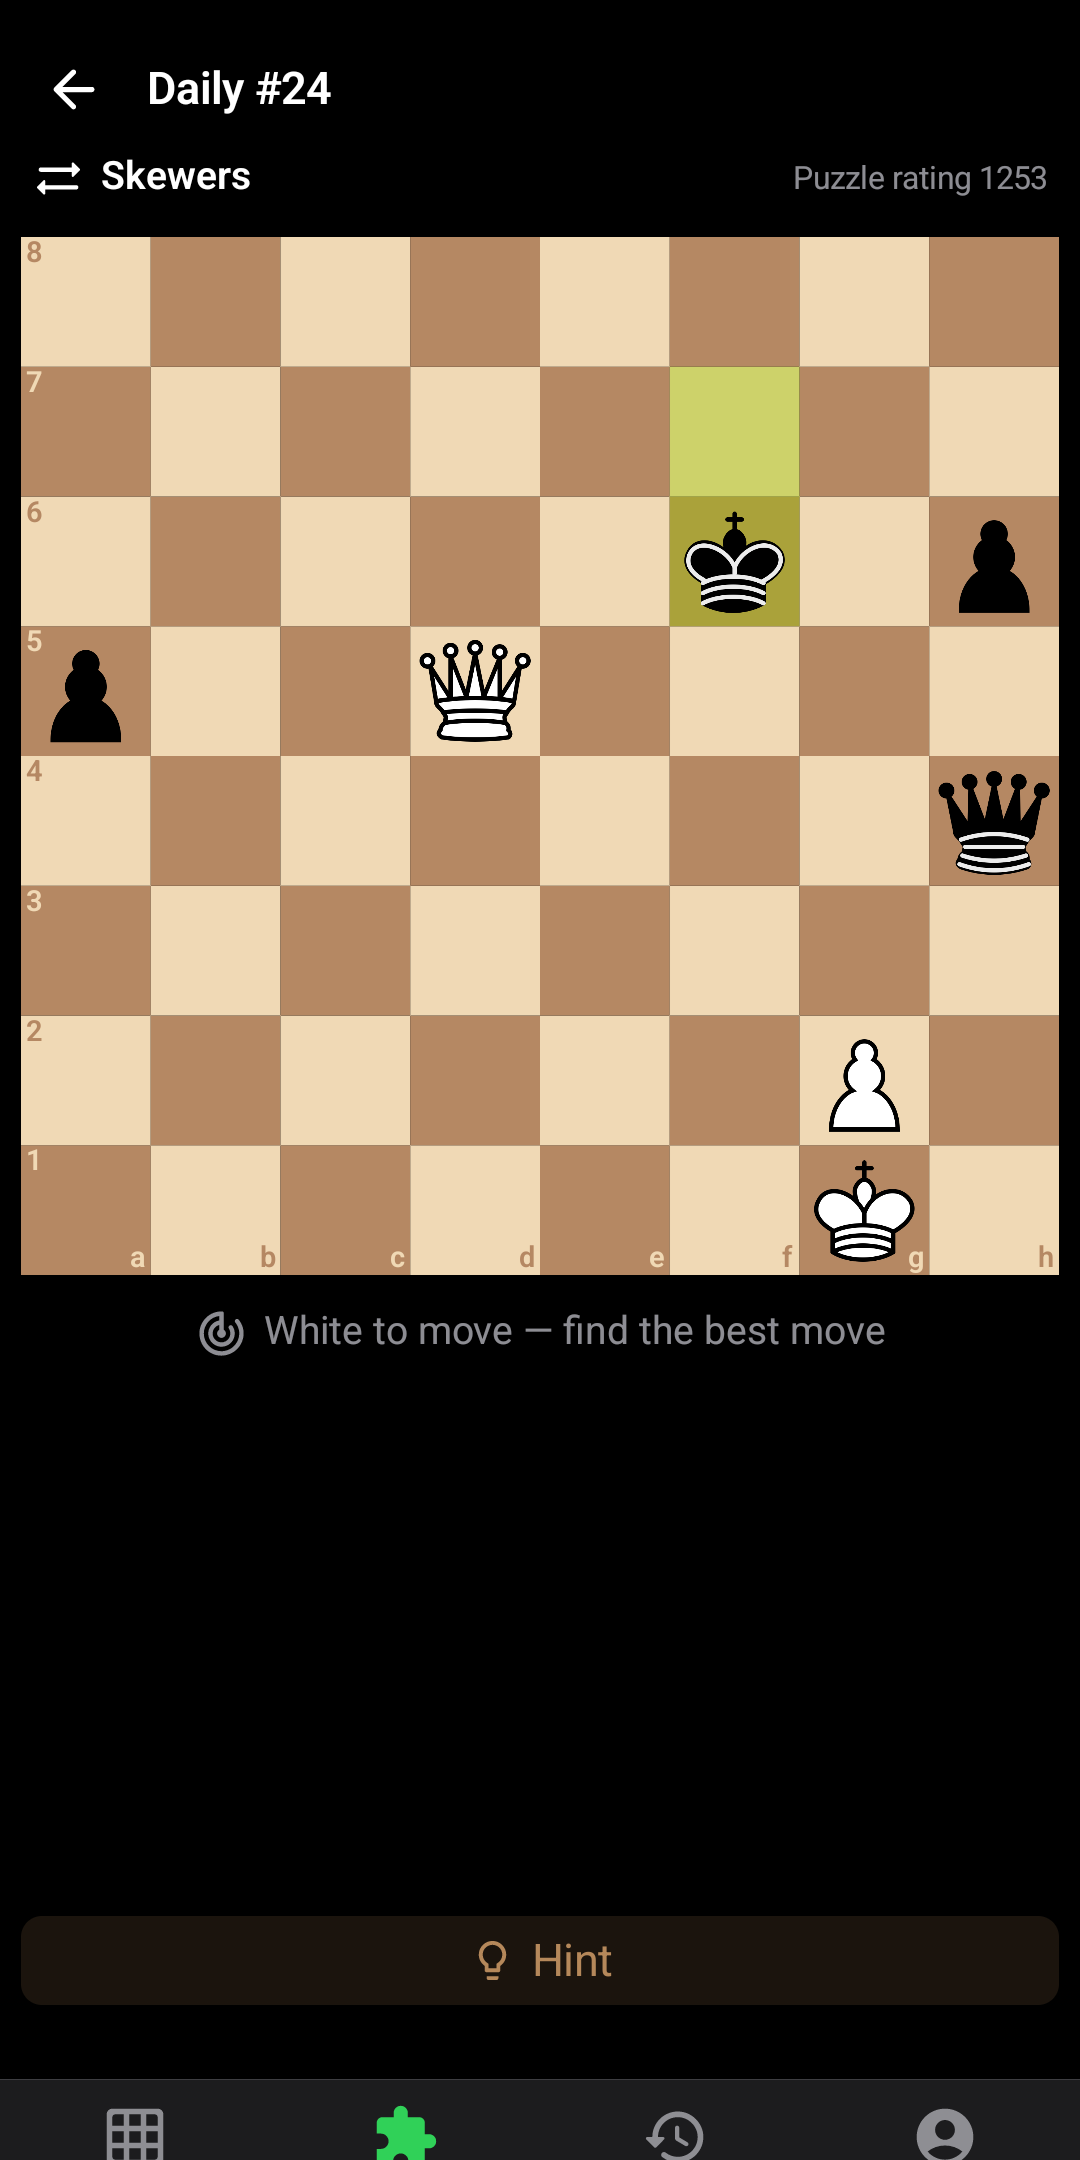 Daily #24
Skewers
Puzzle rating 1253
8
7
6
5
4
3
2
1
a b c d e f g h
White to move — find the best move
Hint